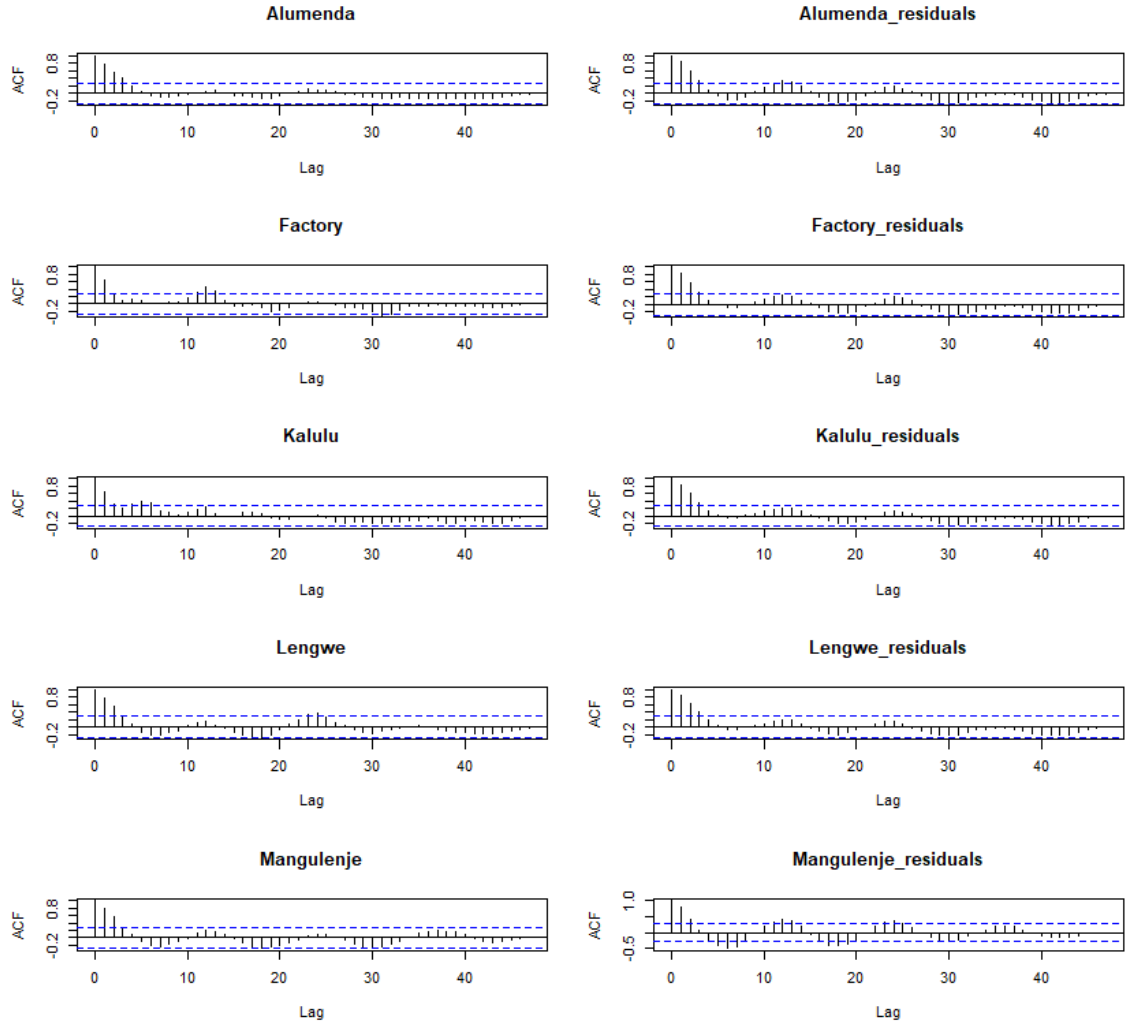 Alumenda
ACF
-0.2 0.8
0 10 20 30 40
Lag
Alumenda_residuals
ACF
-0.2 0.8
0 10 20 30 40
Lag
Factory
ACF
-0.2 0.8
0 10 20 30 40
Lag
Factory_residuals
ACF
-0.2 0.8
0 10 20 30 40
Lag
Kalulu
ACF
-0.2 0.8
0 10 20 30 40
Lag
Kalulu_residuals
ACF
-0.2 0.8
0 10 20 30 40
Lag
Lengwe
ACF
-0.2 0.8
0 10 20 30 40
Lag
Lengwe_residuals
ACF
-0.2 0.8
0 10 20 30 40
Lag
Mangulenje
ACF
-0.2 0.8
0 10 20 30 40
Lag
Mangulenje_residuals
ACF
-0.5 1.0
0 10 20 30 40
Lag